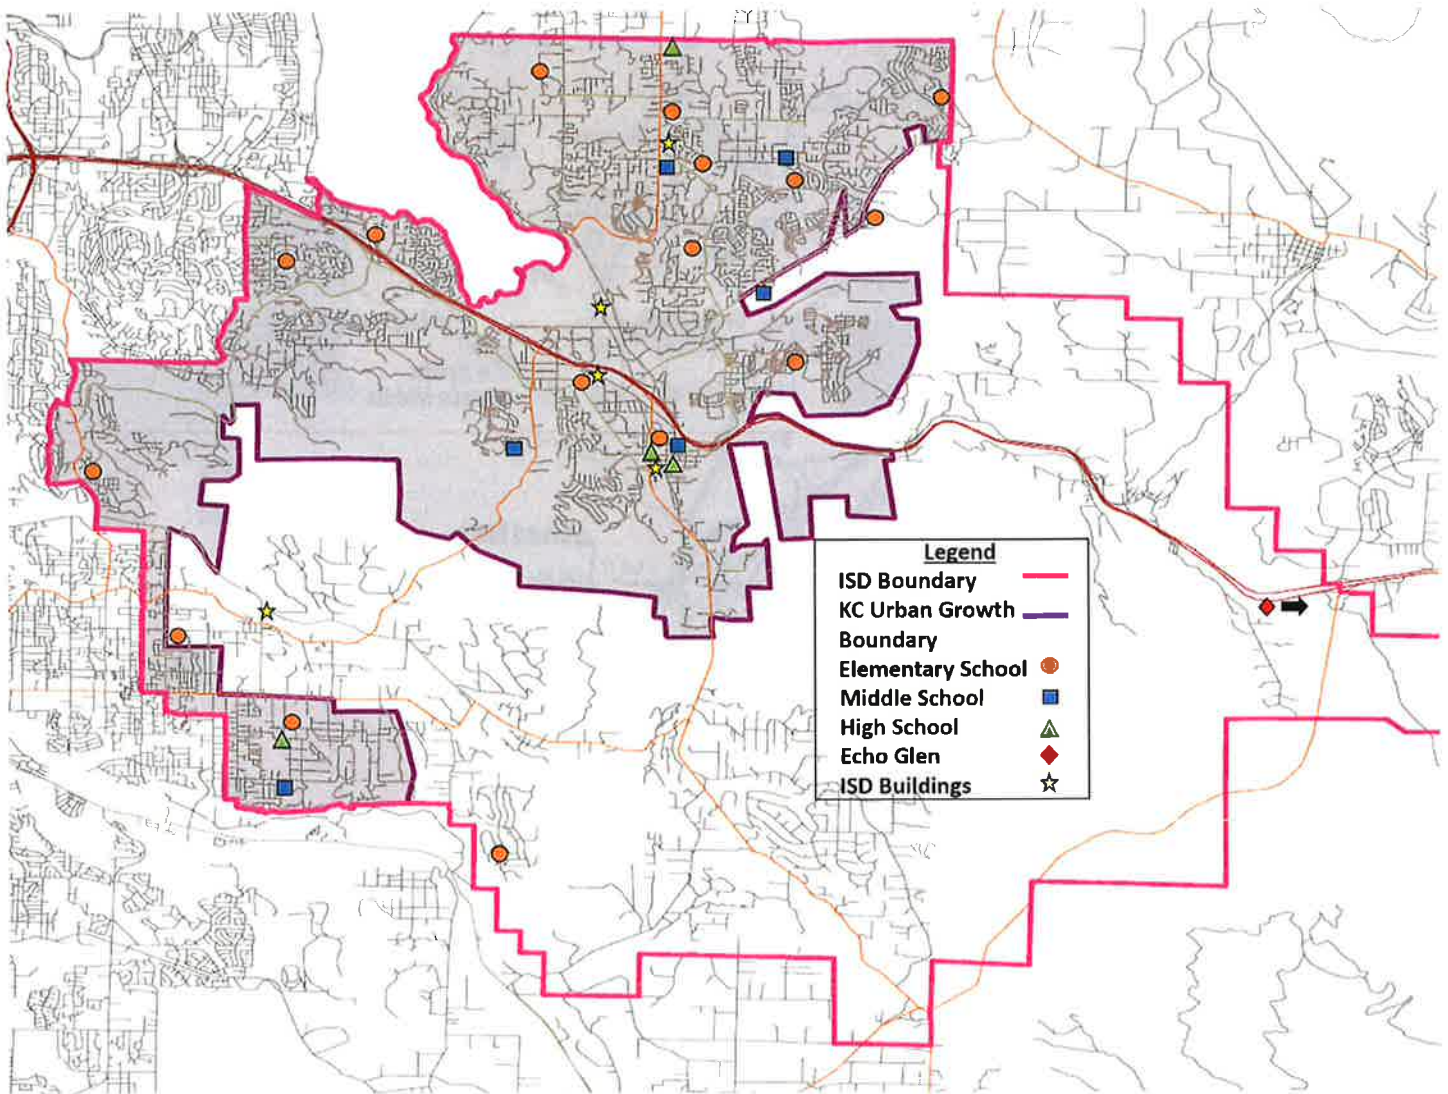 Legend
ISD Boundary
KC Urban Growth
Boundary
Elementary School
Middle School
High School
Echo Glen
ISD Buildings